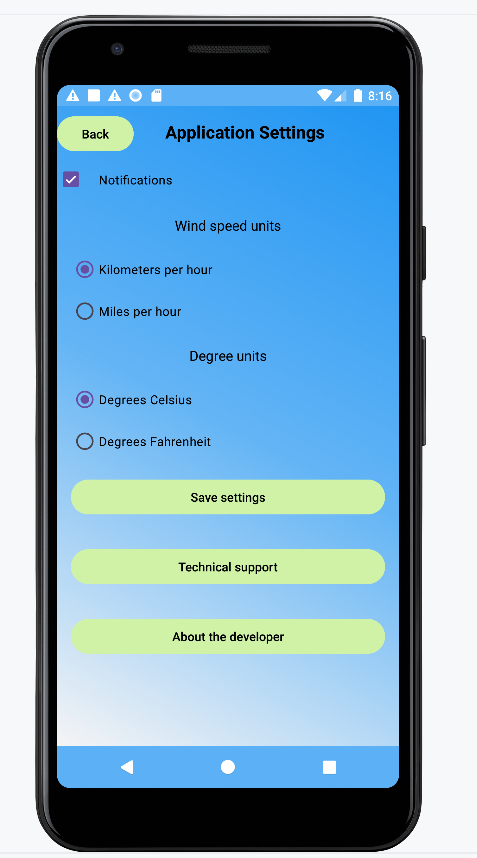 8:16
Back
Application Settings
Notifications
Wind speed units
Kilometers per hour
Miles per hour
Degree units
Degrees Celsius
Degrees Fahrenheit
Save settings
Technical support
About the developer